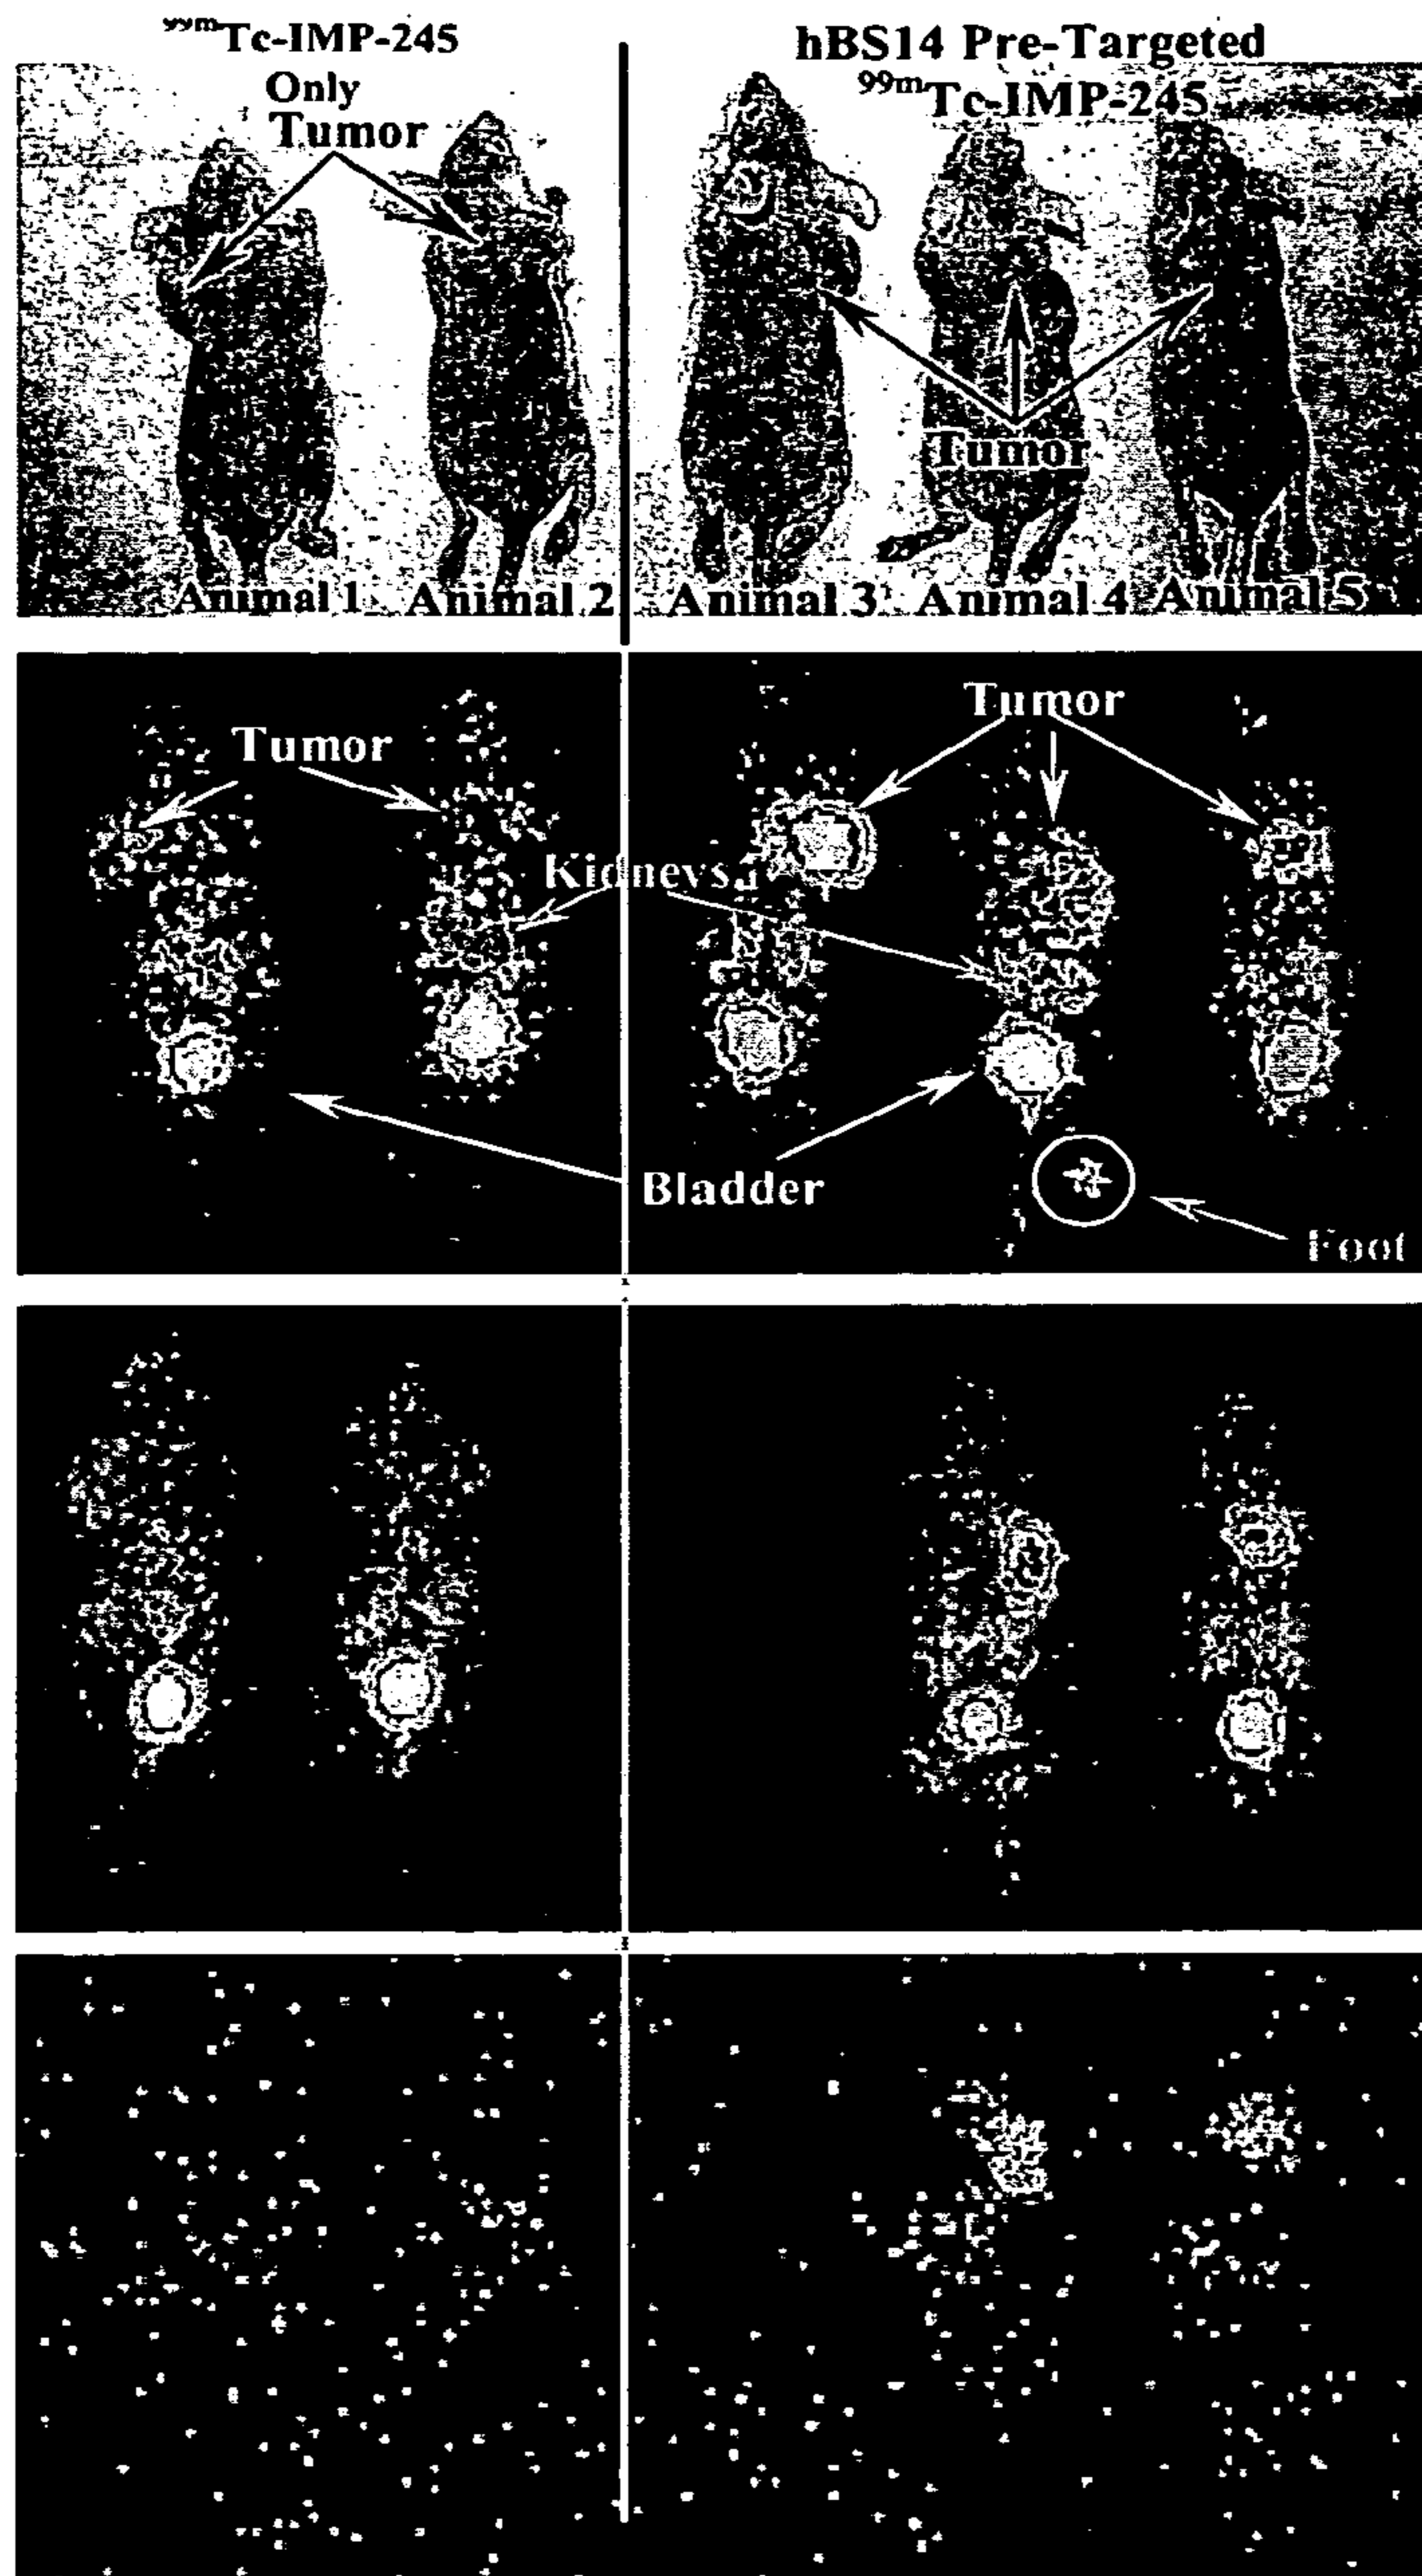 99mTc-IMP-245
Only
Tumor
hBS14 Pre-Targeted
99mTc-IMP-245
Tumor
Animal 1
Animal 2
Animal 3
Animal 4
Animal 5
Tumor
Tumor
Kidneys
Bladder
Foot